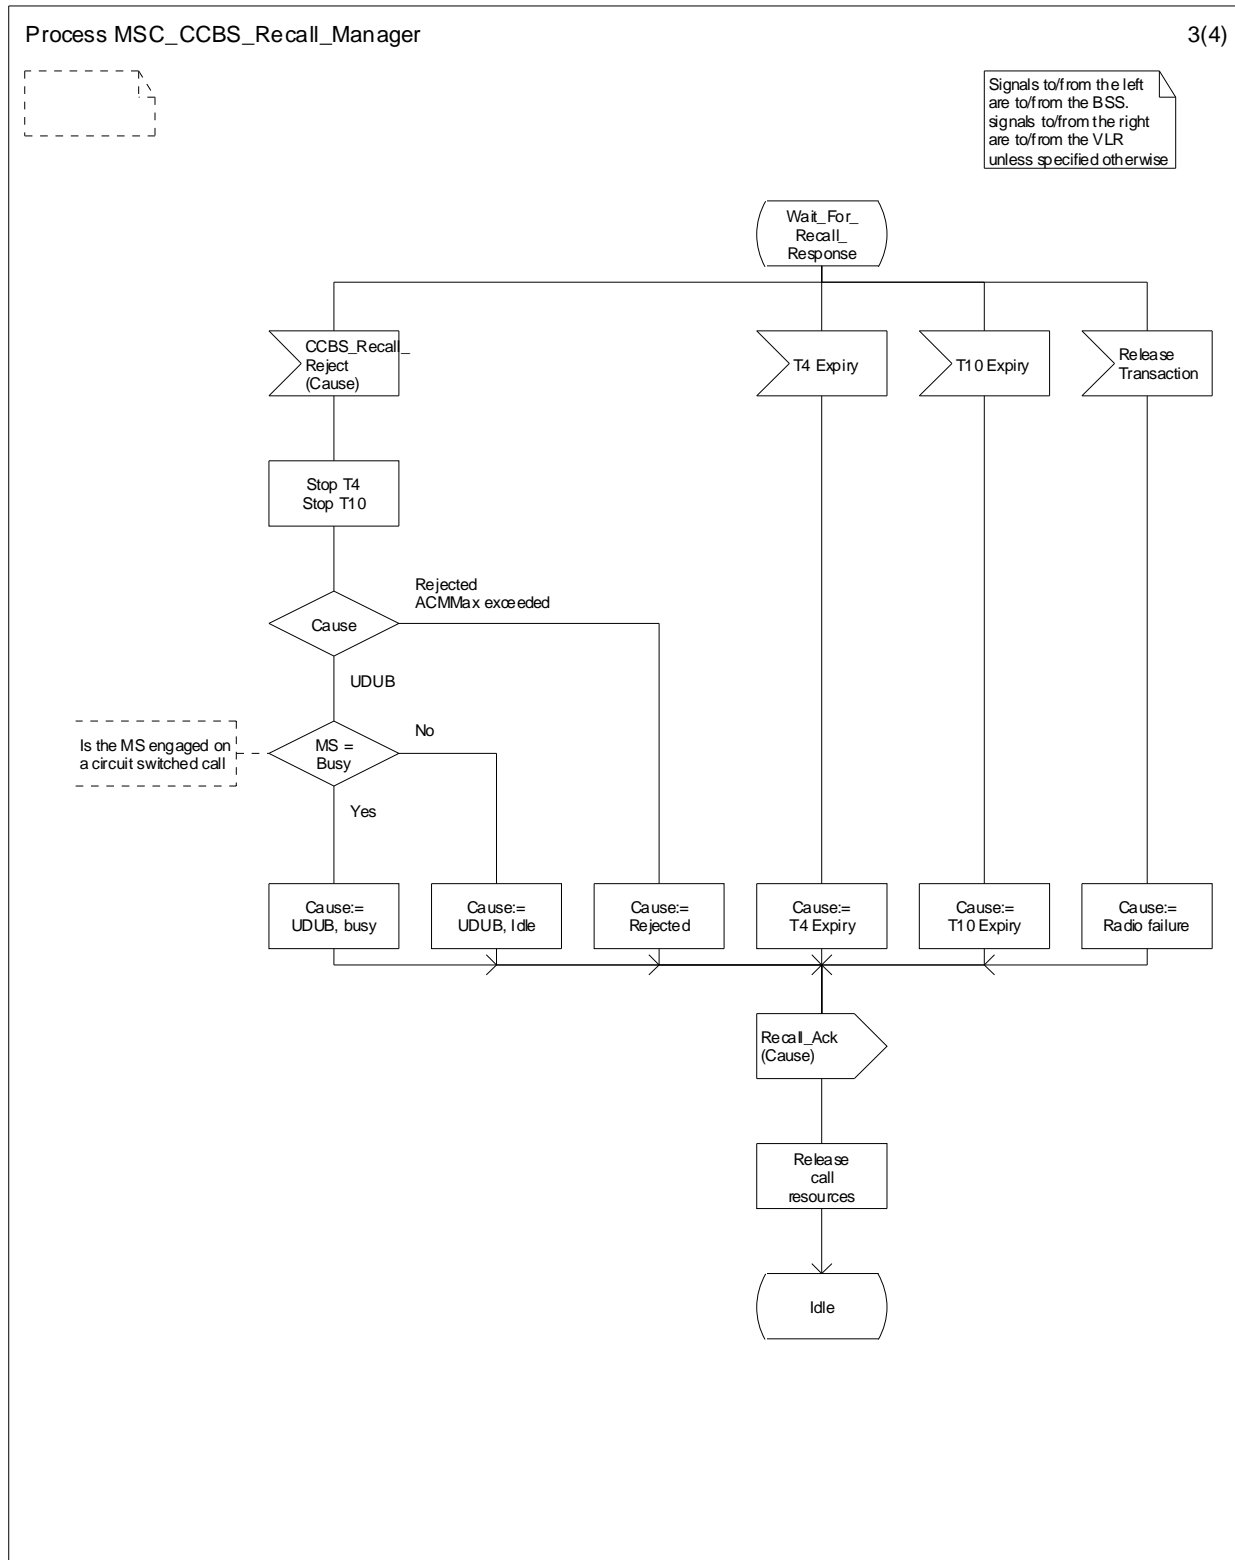 Process MSC_CCBS_Recall_Manager
3(4)
Signals to/from the left
are to/from the BSS.
signals to/from the right
are to/from the VLR
unless specified otherwise
Wait_For_
Recall_
Response
CCBS_Recall_
Reject
(Cause)
T4 Expiry
T10 Expiry
Release
Transaction
Stop T4
Stop T10
Rejected
ACMMax exceeded
Cause
UDUB
Is the MS engaged on
a circuit switched call
MS =
Busy
No
Yes
Cause:=
UDUB, busy
Cause:=
UDUB, Idle
Cause:=
Rejected
Cause:=
T4 Expiry
Cause:=
T10 Expiry
Cause:=
Radio failure
Recall_Ack
(Cause)
Release
call
resources
Idle